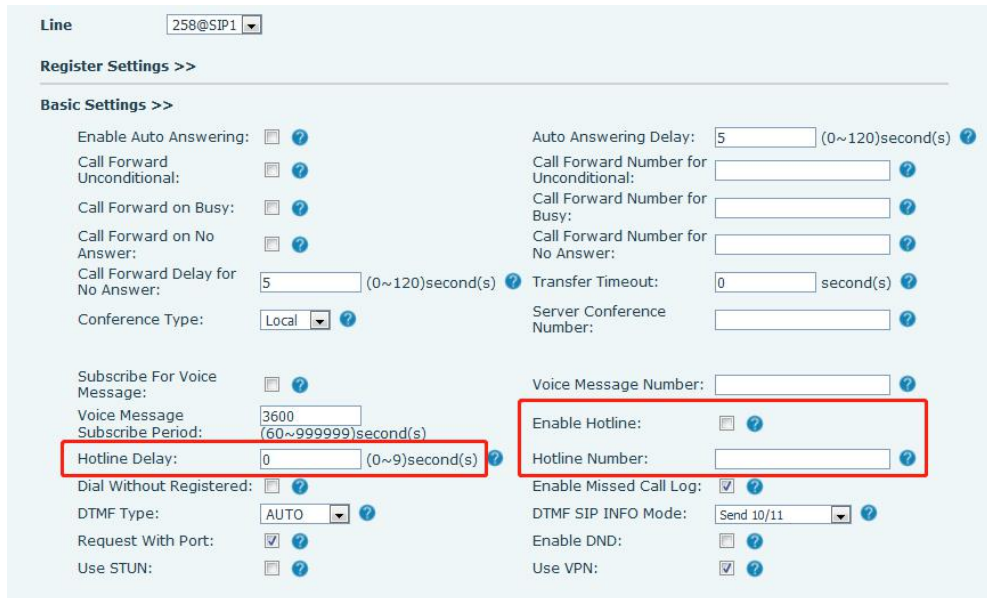 Line 258@SIP1
Register Settings >>
Basic Settings >>
Enable Auto Answering: ? Auto Answering Delay: 5 (0~120)second(s) ?
Call Forward Unconditional: ? Call Forward Number for Unconditional: ?
Call Forward on Busy: ? Call Forward Number for Busy: ?
Call Forward on No Answer: ? Call Forward Number for No Answer: ?
Call Forward Delay for No Answer: 5 (0~120)second(s) ? Transfer Timeout: 0 second(s) ?
Conference Type: Local ? Server Conference Number: ?
Subscribe For Voice Message: ? Voice Message Number: ?
Voice Message Subscribe Period: 3600 (60~999999)second(s) Enable Hotline: ?
Hotline Delay: 0 (0~9)second(s) ? Hotline Number: ?
Dial Without Registered: ? Enable Missed Call Log: ?
DTMF Type: AUTO ? DTMF SIP INFO Mode: Send 10/11 ?
Request With Port: ? Enable DND: ?
Use STUN: ? Use VPN: ?